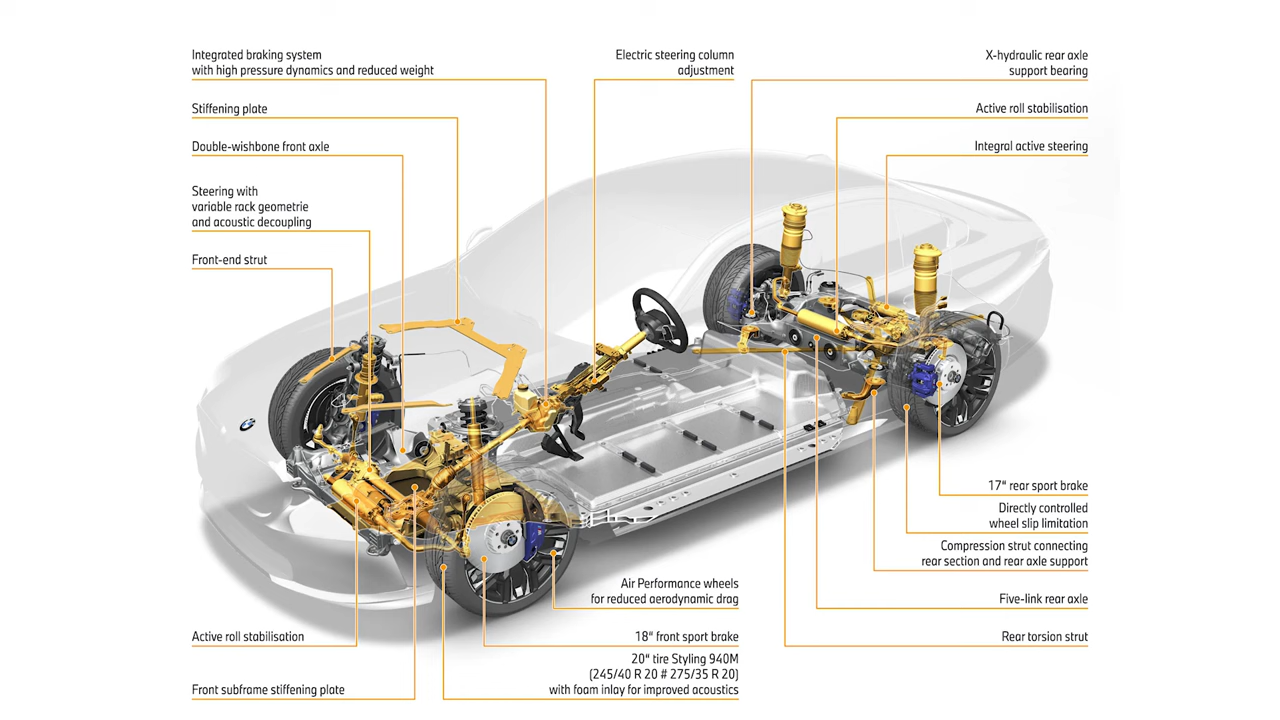 Integrated braking system
with high pressure dynamics and reduced weight
Stiffening plate
Double-wishbone front axle
Steering with
variable rack geometrie
and acoustic decoupling
Front-end strut
Electric steering column
adjustment
X-hydraulic rear axle
support bearing
Active roll stabilisation
Integral active steering
17" rear sport brake
Directly controlled
wheel slip limitation
Compression strut connecting
rear section and rear axle support
Five-link rear axle
Rear torsion strut
Air Performance wheels
for reduced aerodynamic drag
18" front sport brake
20" tire Styling 940M
(245/40 R 20 # 275/35 R 20)
with foam inlay for improved acoustics
Active roll stabilisation
Front subframe stiffening plate